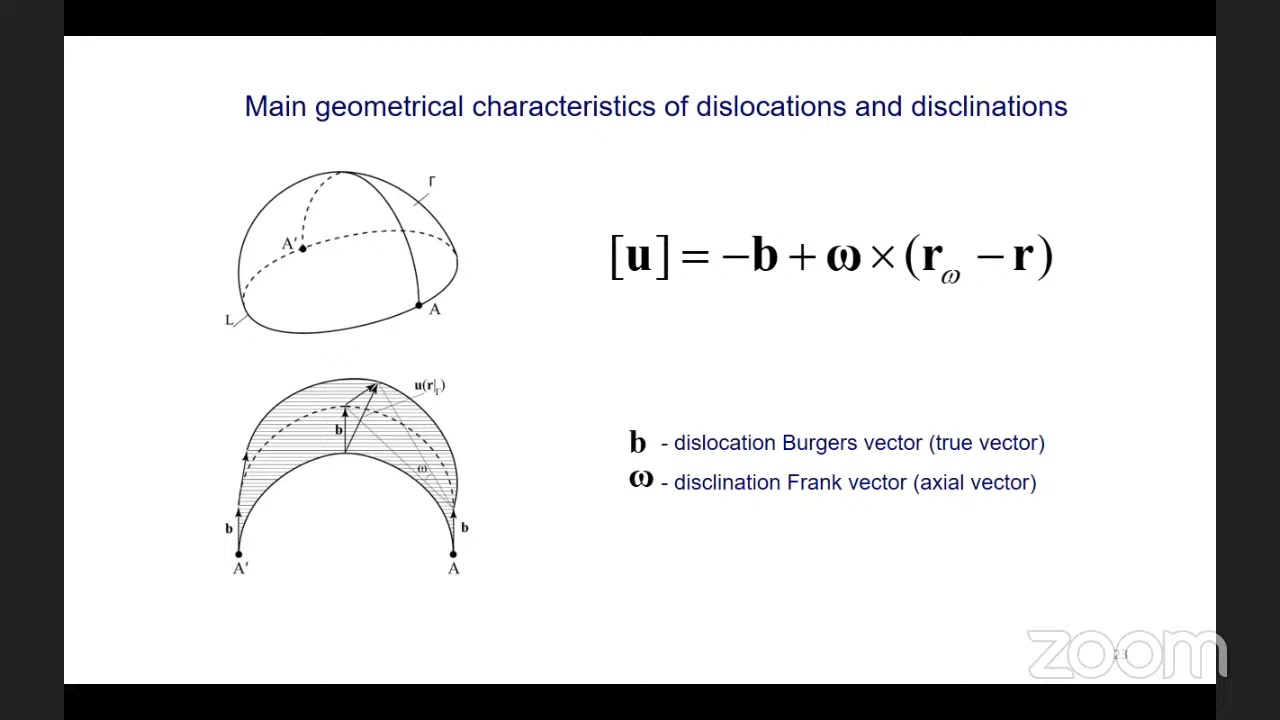 Main geometrical characteristics of dislocations and disclinations
Γ
A′
L
A
[u] = −b + ω × (r_ω − r)
u(r|_Γ)
b
ω
b
b
A′
A
b - dislocation Burgers vector (true vector)
ω - disclination Frank vector (axial vector)
23
zoom